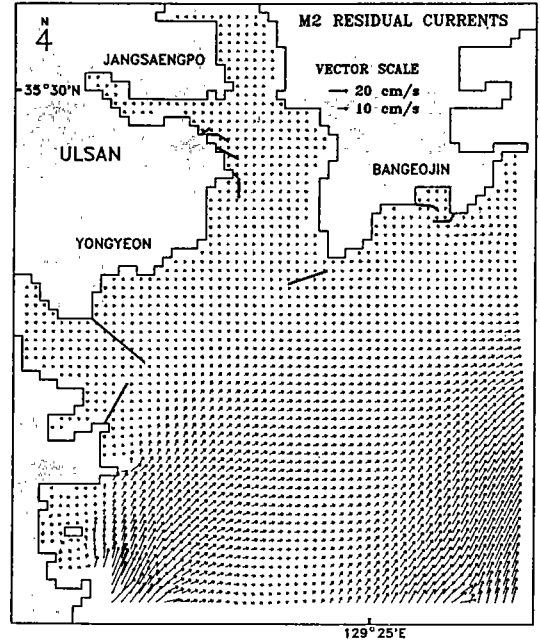 M2 RESIDUAL CURRENTS
N
4
JANGSAENGPO
VECTOR SCALE
20 cm/s
10 cm/s
35°30'N
ULSAN
BANGEOJIN
YONGYEON
129°25'E